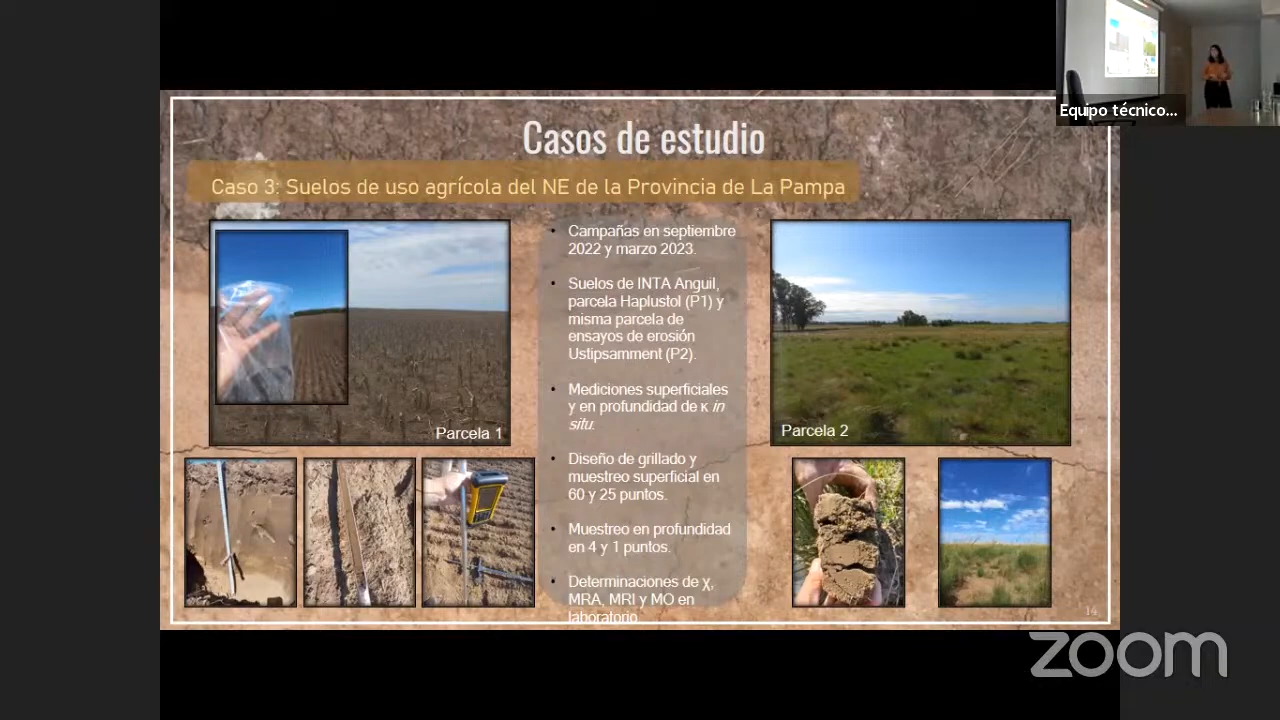 Equipo técnico...
Casos de estudio
Caso 3: Suelos de uso agrícola del NE de la Provincia de La Pampa
• Campañas en septiembre
2022 y marzo 2023.
• Suelos de INTA Anguil,
parcela Haplustol (P1) y
misma parcela de
ensayos de erosión
Ustipsamment (P2).
• Mediciones superficiales
y en profundidad de κ in
situ.
• Diseño de grillado y
muestreo superficial en
60 y 25 puntos.
• Muestreo en profundidad
en 4 y 1 puntos.
• Determinaciones de χ,
MRA, MRI y MO en
laboratorio
Parcela 1
Parcela 2
14
zoom